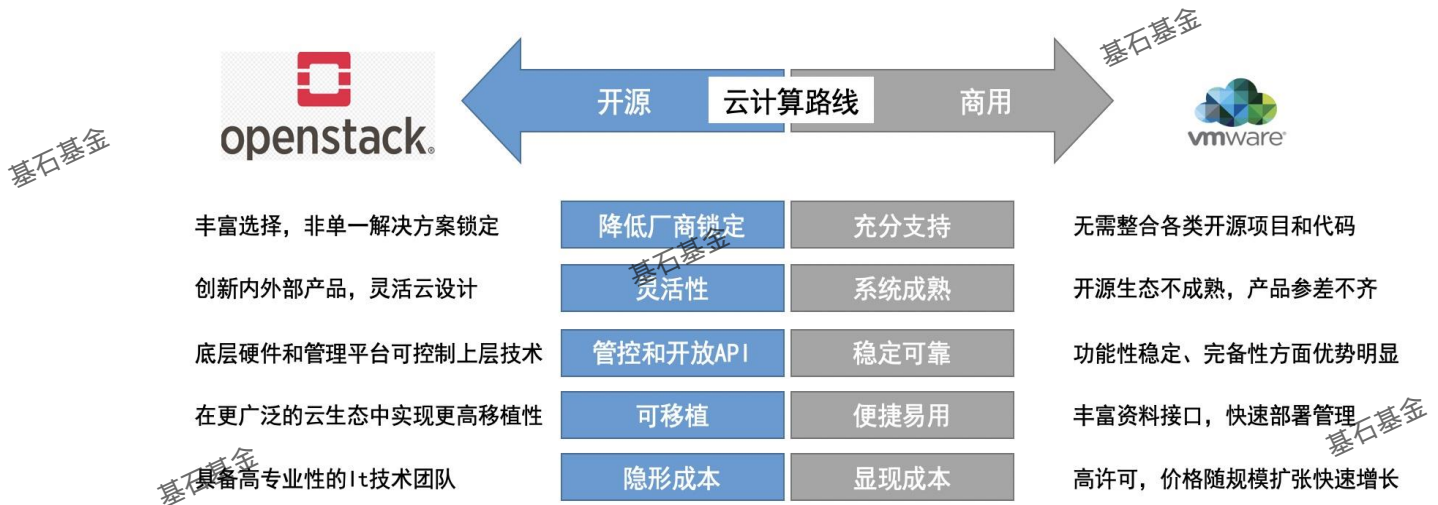 基石基金
openstack.
开源
云计算路线
商用
vmware
基石基金
丰富选择，非单一解决方案锁定
降低厂商锁定
充分支持
无需整合各类开源项目和代码
基石基金
创新内外部产品，灵活云设计
灵活性
系统成熟
开源生态不成熟，产品参差不齐
底层硬件和管理平台可控制上层技术
管控和开放API
稳定可靠
功能性稳定、完备性方面优势明显
在更广泛的云生态中实现更高移植性
可移植
便捷易用
丰富资料接口，快速部署管理
基石基金
具备高专业性的It技术团队
隐形成本
显现成本
高许可，价格随规模扩张快速增长
基石基金